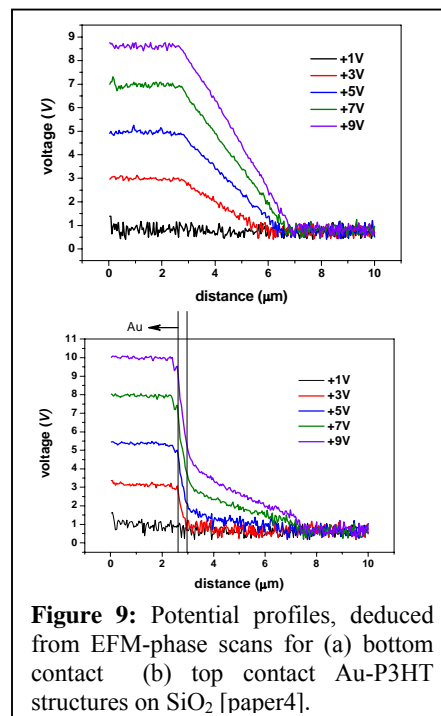 9
8
7
6
5
4
3
2
1
0
voltage (V)
+1V
+3V
+5V
+7V
+9V
0 2 4 6 8 10
distance (µm)
Au
11
10
9
8
7
6
5
4
3
2
1
0
voltage (V)
+1V
+3V
+5V
+7V
+9V
0 2 4 6 8 10
distance (µm)
Figure 9: Potential profiles, deduced
from EFM-phase scans for (a) bottom
contact (b) top contact Au-P3HT
structures on SiO2 [paper4].